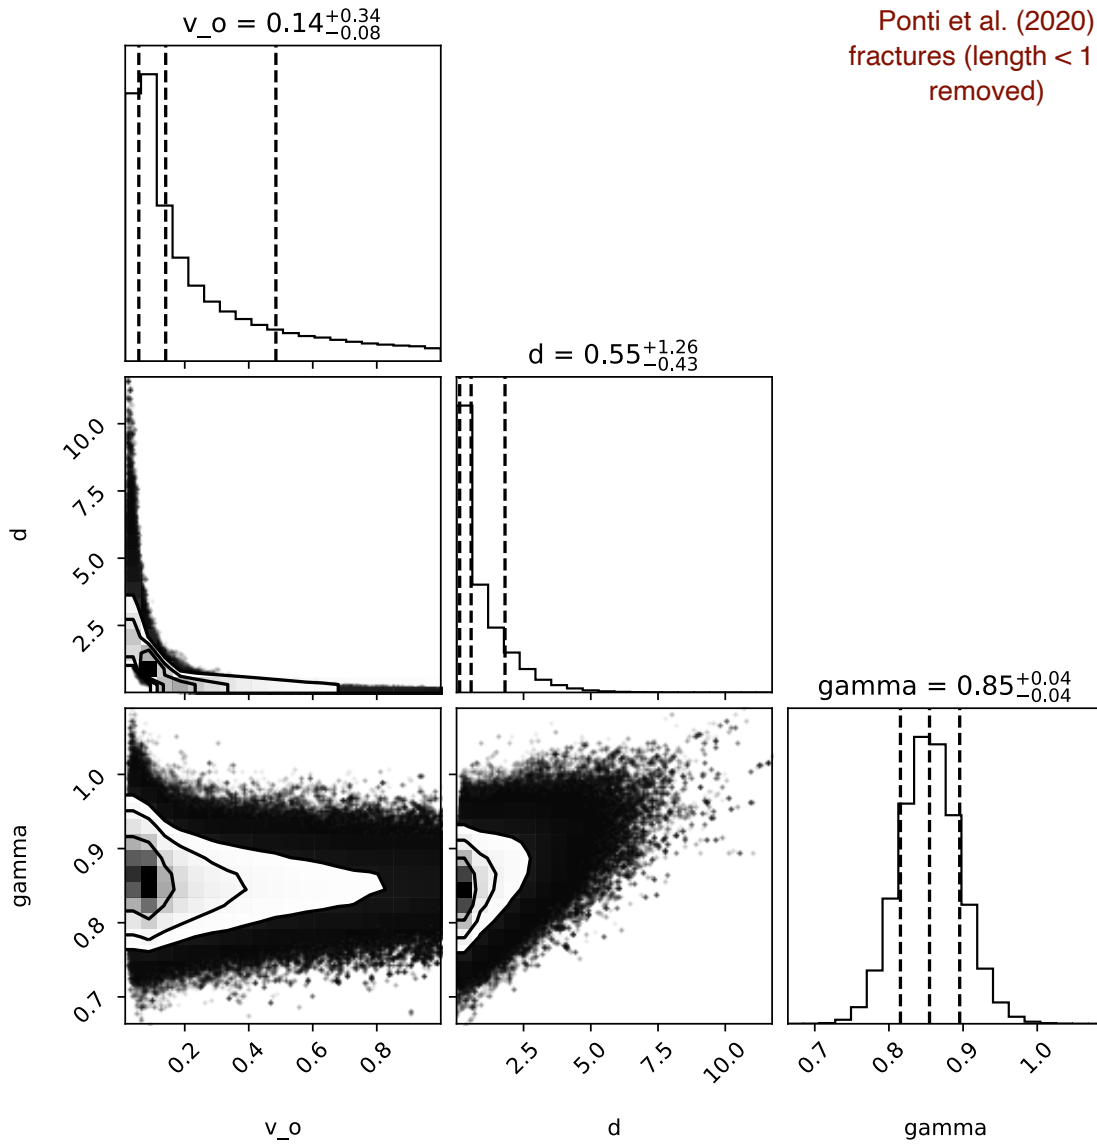 v_o = 0.14 +0.34 −0.08
Ponti et al. (2020)
fractures (length < 1
removed)
d = 0.55 +1.26 −0.43
10.0
7.5
5.0
2.5
d
gamma = 0.85 +0.04 −0.04
1.0
0.9
0.8
0.7
gamma
0.2 0.4 0.6 0.8
2.5 5.0 7.5 10.0
0.7 0.8 0.9 1.0
v_o d gamma